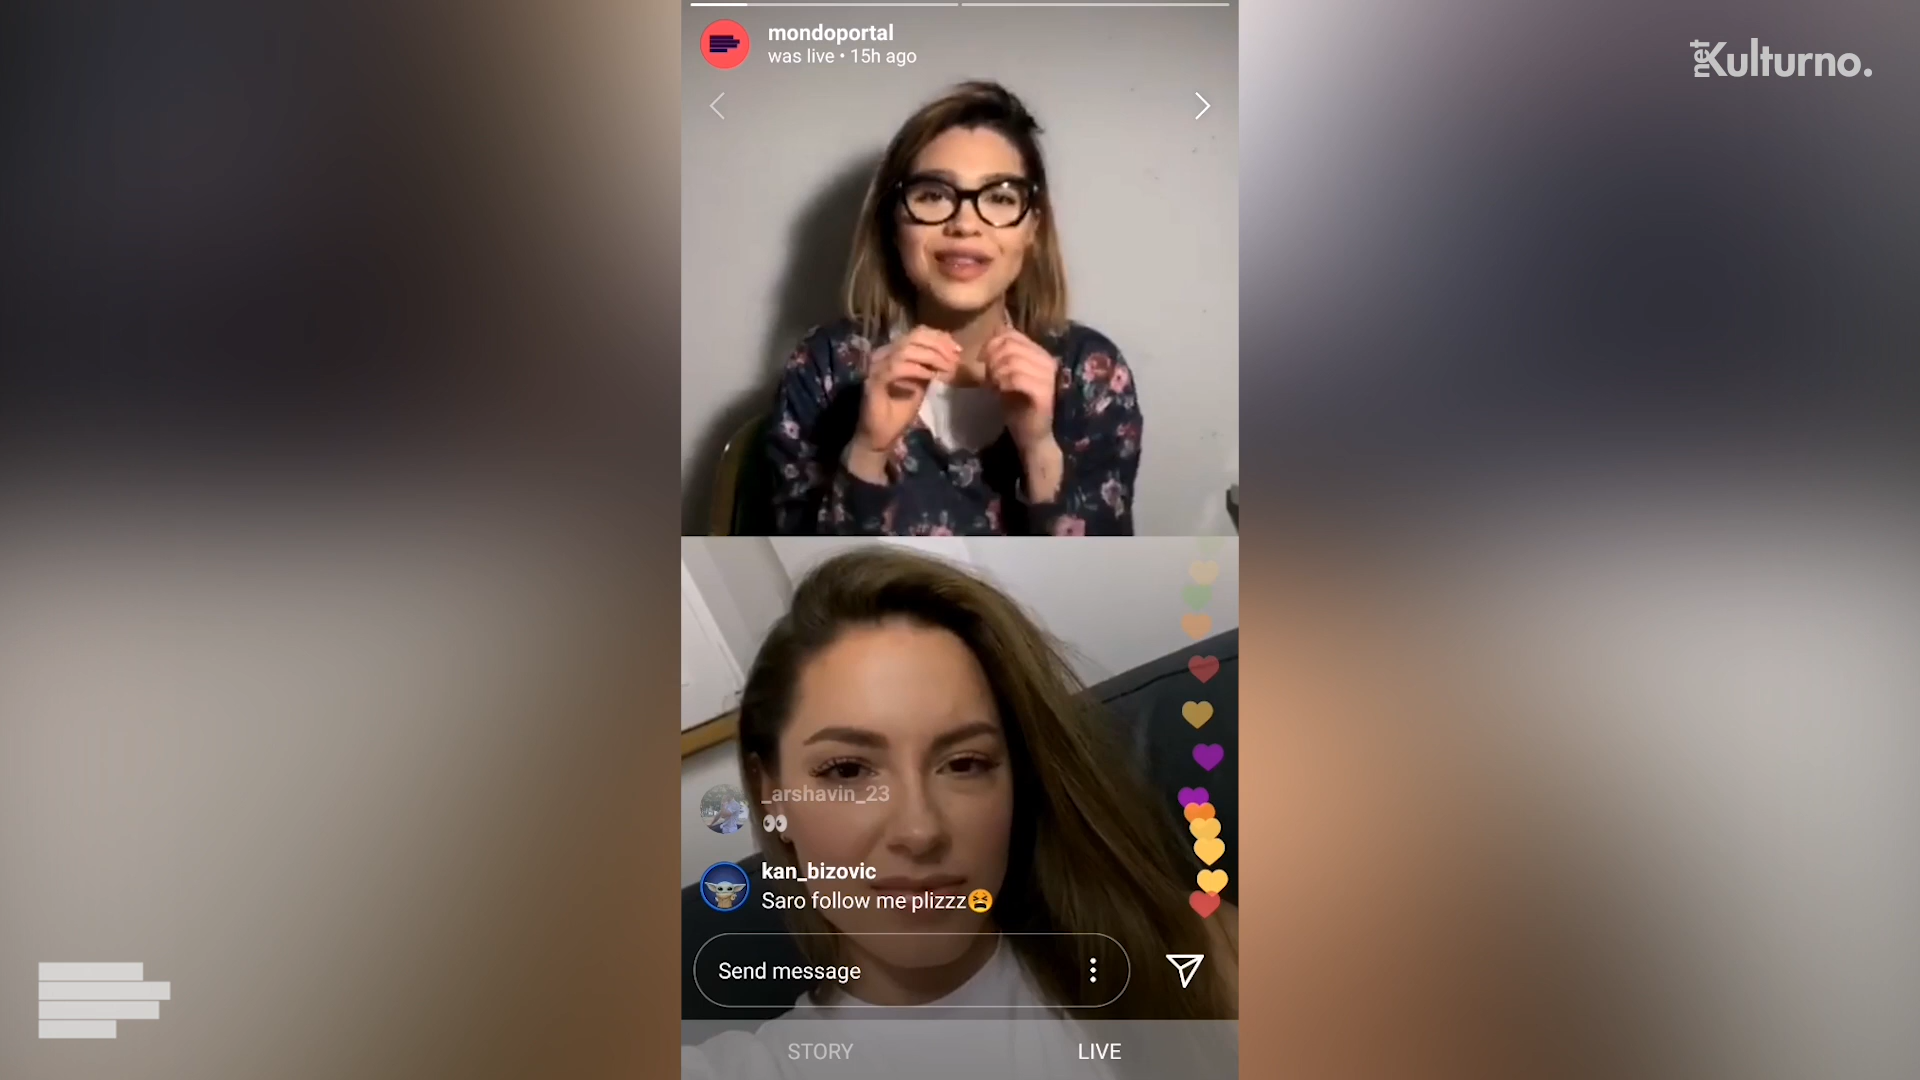 mondoportal
was live • 15h ago
netKulturno.
_arshavin_23
👀
kan_bizovic
Saro follow me plizzz😫
Send message
STORY
LIVE